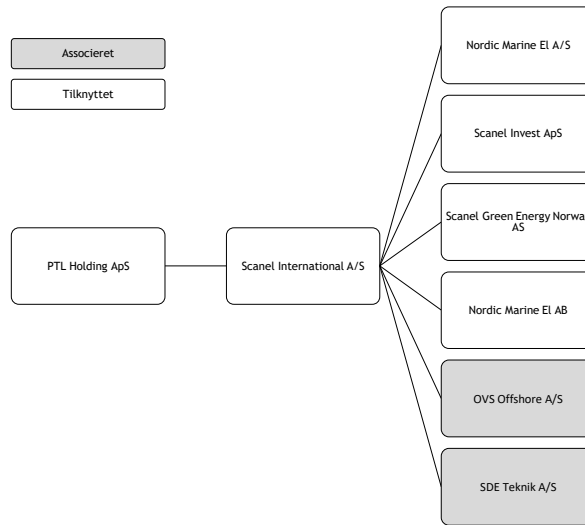 Associeret
Tilknyttet
PTL Holding ApS
Scanel International A/S
Nordic Marine El A/S
Scanel Invest ApS
Scanel Green Energy Norwa
AS
Nordic Marine El AB
OVS Offshore A/S
SDE Teknik A/S